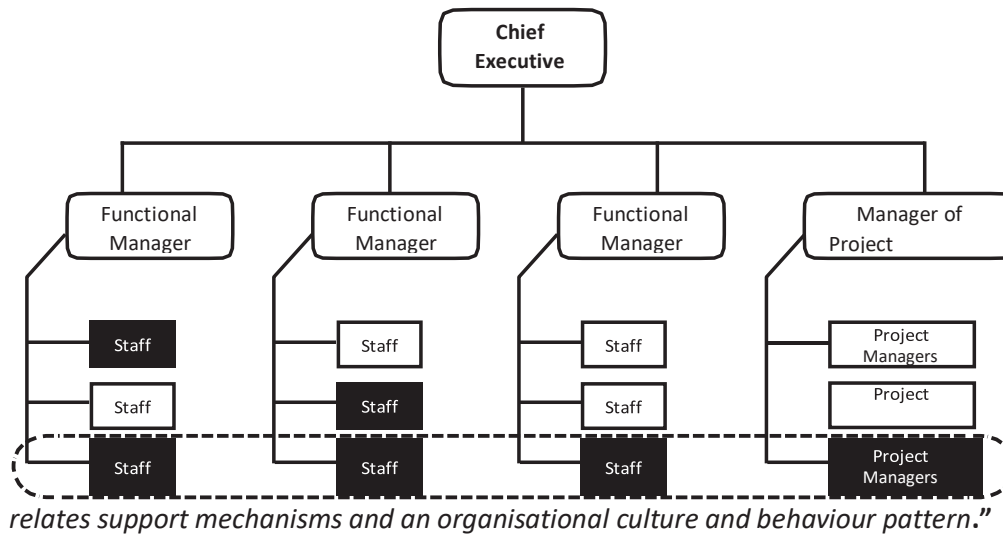 Chief
Executive
Functional
Manager
Functional
Manager
Functional
Manager
Manager of
Project
Staff
Staff
Staff
Project
Managers
Staff
Staff
Staff
Project
Staff
Staff
Staff
Project
Managers
relates support mechanisms and an organisational culture and behaviour pattern.”